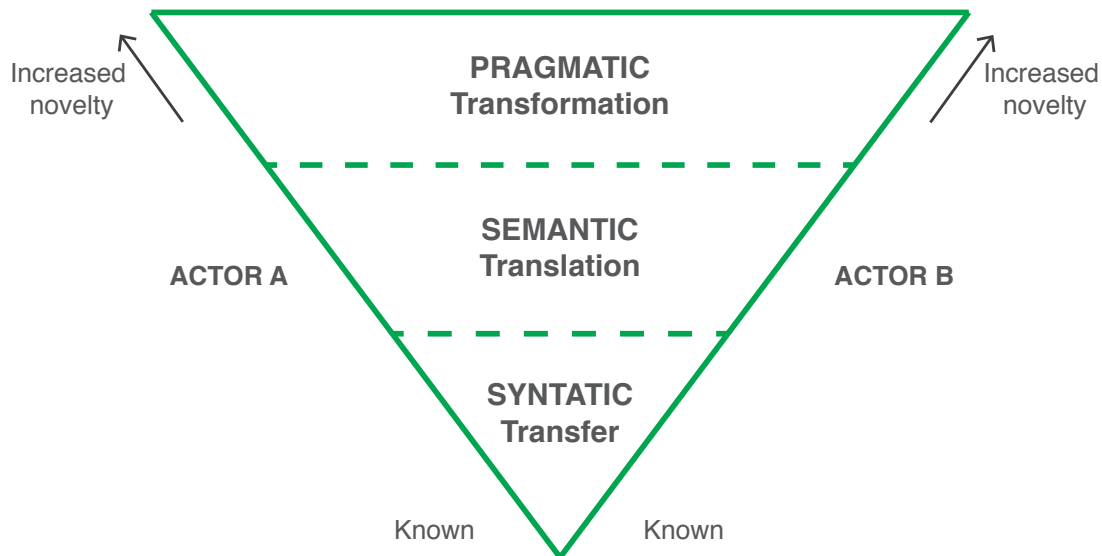 PRAGMATIC
Transformation
Increased
novelty
Increased
novelty
SEMANTIC
Translation
ACTOR A
ACTOR B
SYNTATIC
Transfer
Known
Known